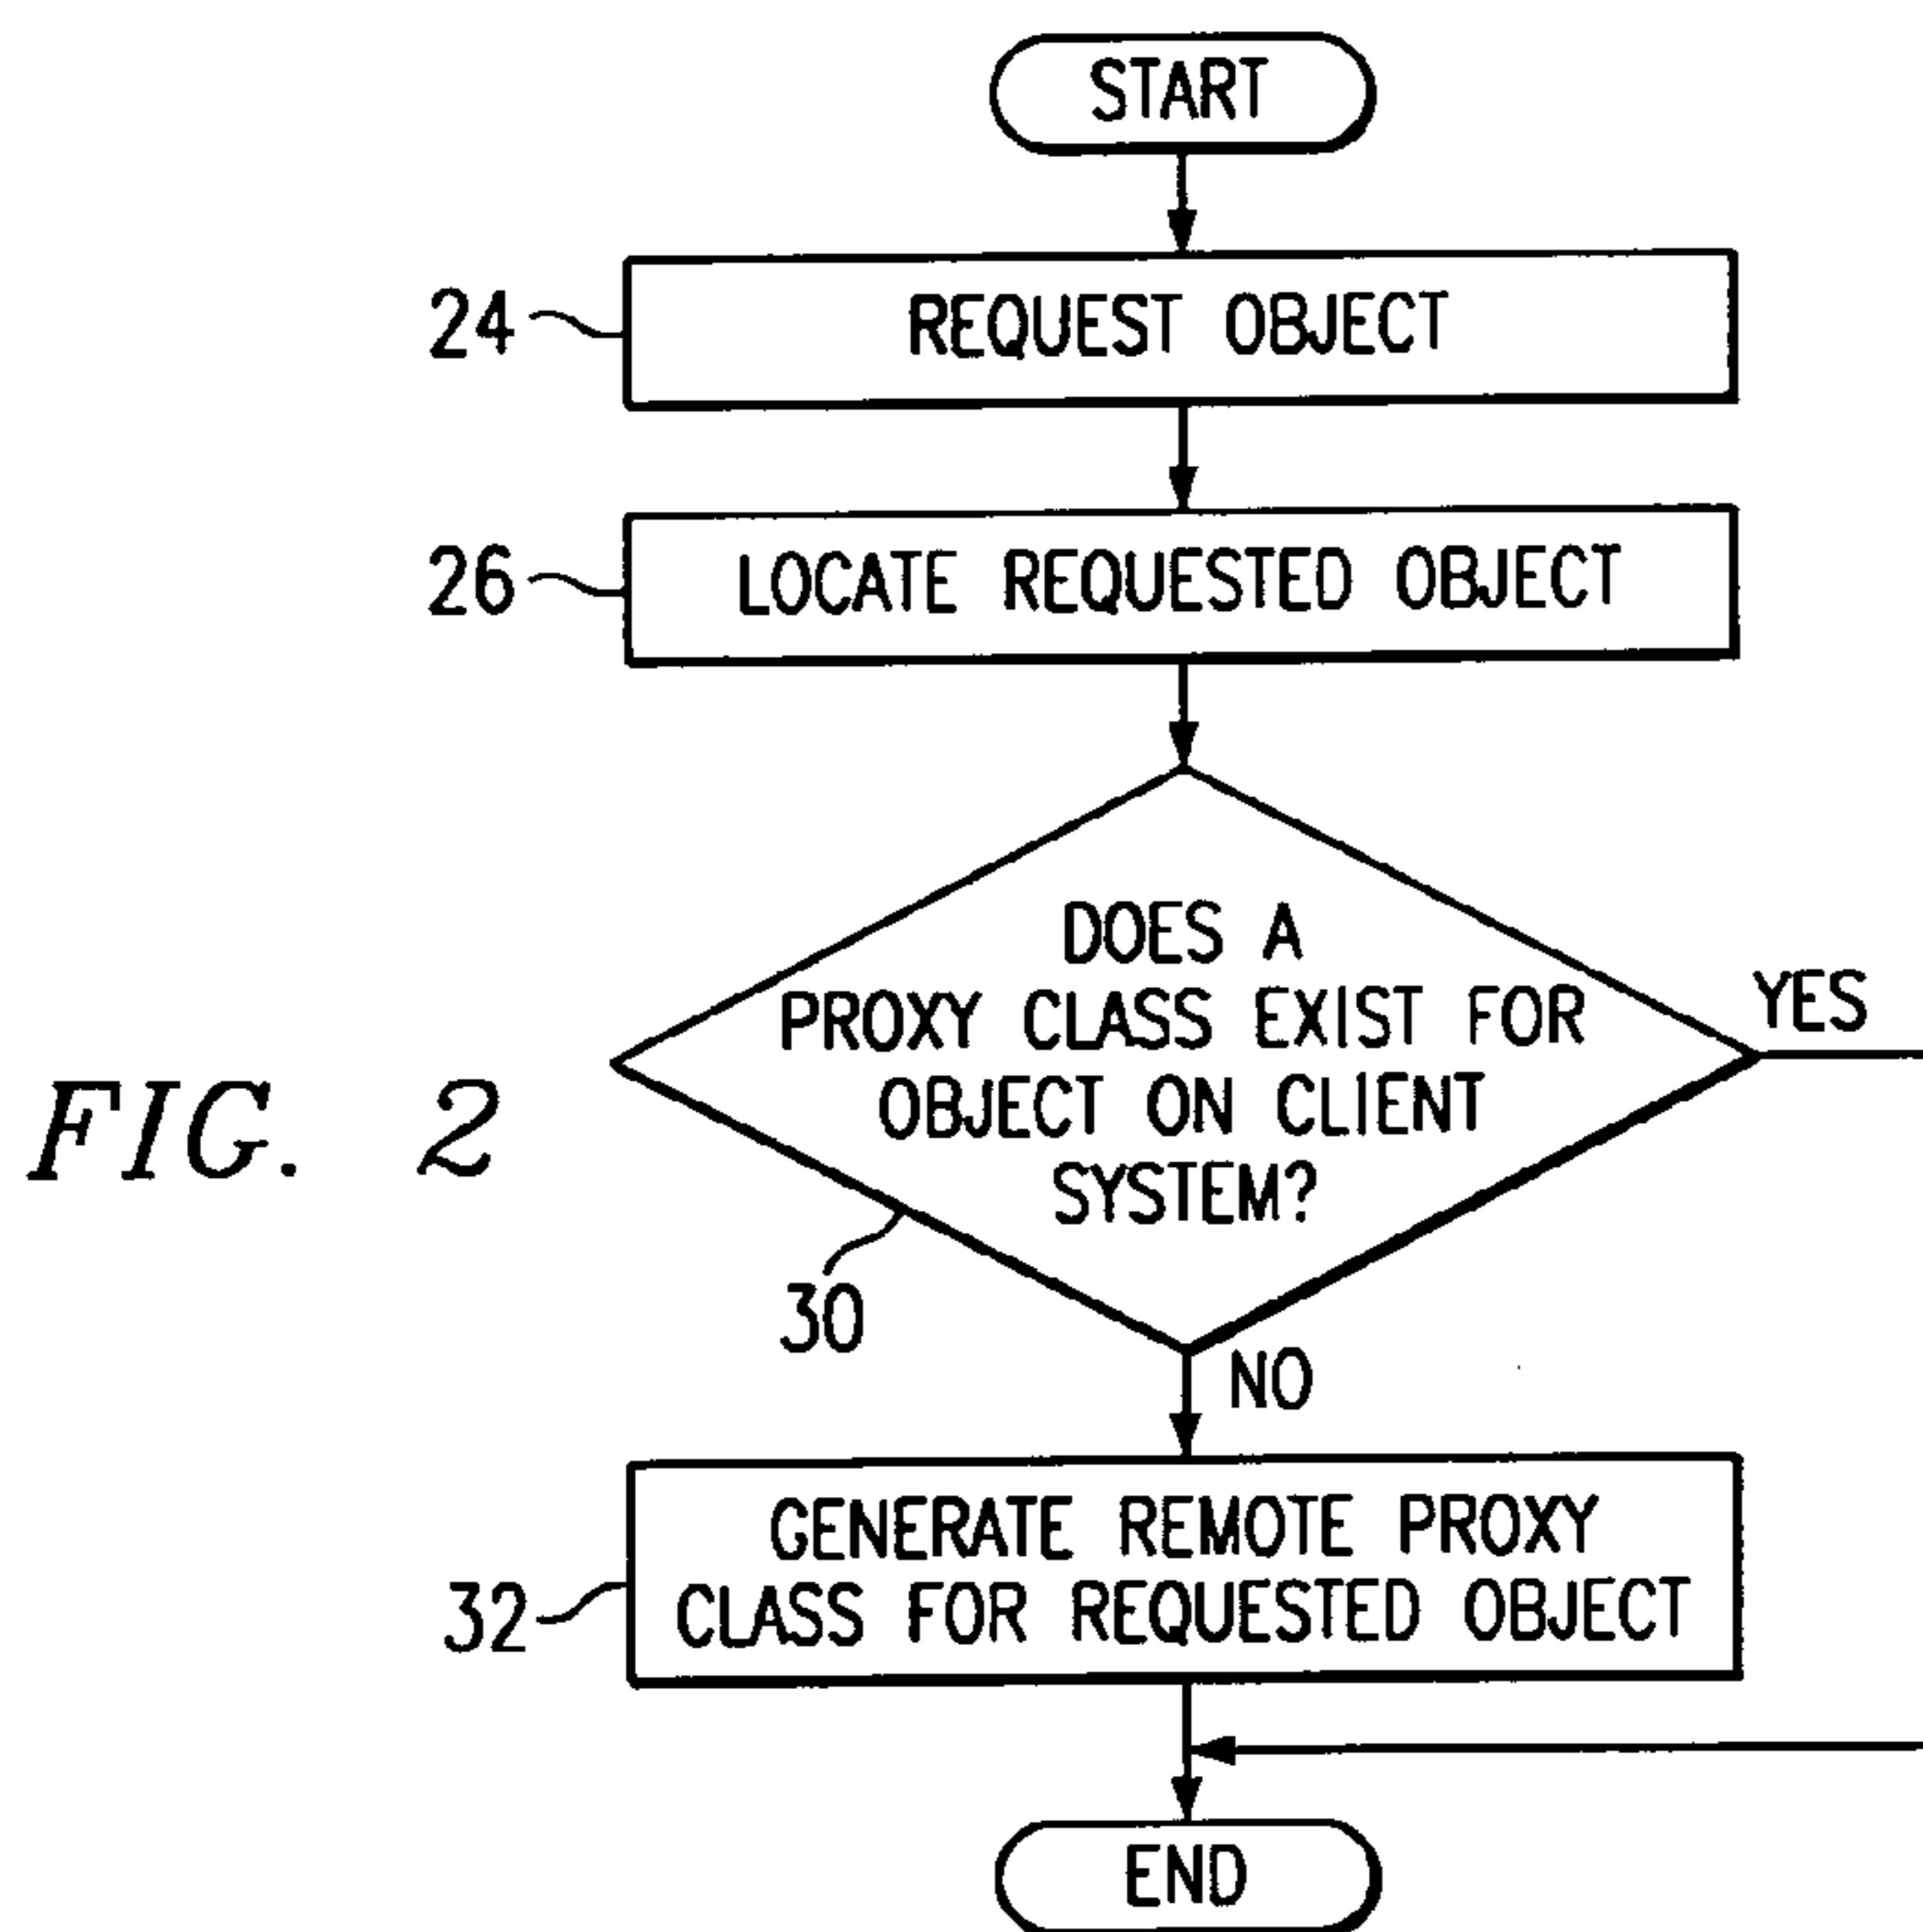 START
24
REQUEST OBJECT
26
LOCATE REQUESTED OBJECT
DOES A
PROXY CLASS EXIST FOR
OBJECT ON CLIENT
SYSTEM?
YES
FIG. 2
30
NO
GENERATE REMOTE PROXY
CLASS FOR REQUESTED OBJECT
32
END